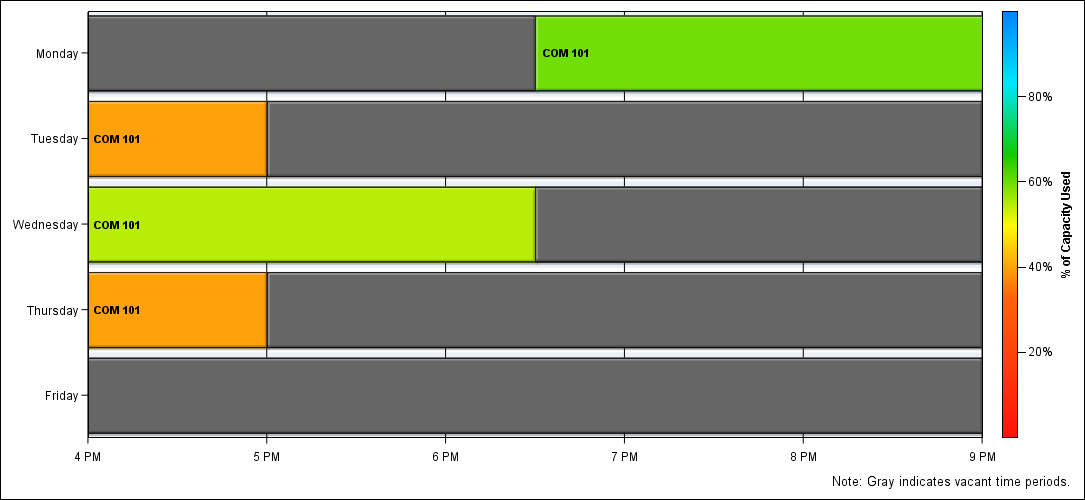 Monday
COM 101
Tuesday
COM 101
Wednesday
COM 101
Thursday
COM 101
Friday
4 PM 5 PM 6 PM 7 PM 8 PM 9 PM
80%
60%
40%
20%
% of Capacity Used
Note: Gray indicates vacant time periods.